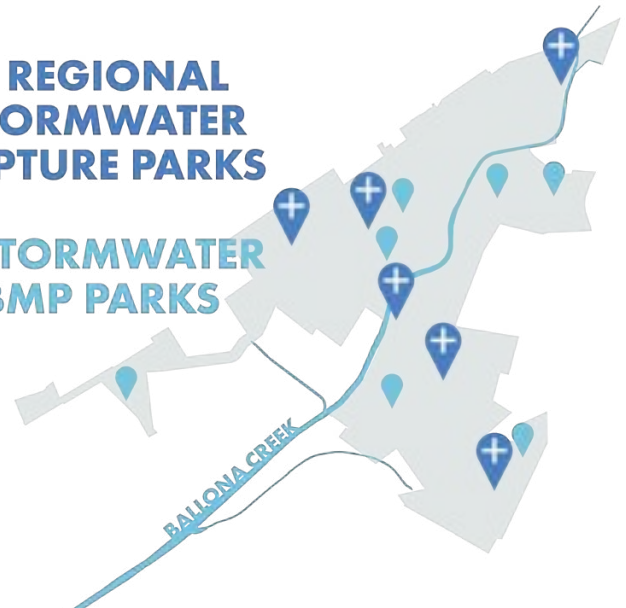 REGIONAL
ORMWATER
PTURE PARKS
TORMWATER
BMP PARKS
BALLONA CREEK